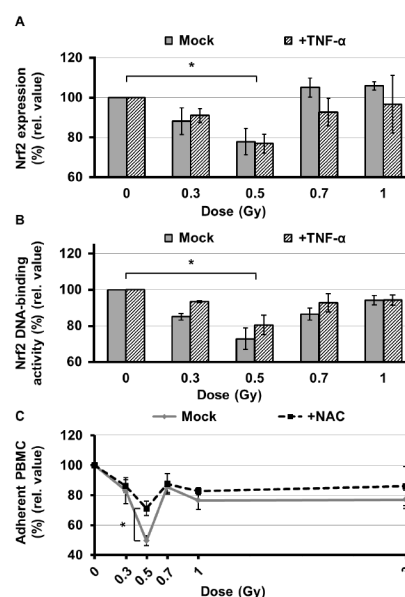 A
Mock +TNF-α
Nrf2 expression
(%) (rel. value)
120
100
80
60
40
*
0 0.3 0.5 0.7 1
Dose (Gy)
B
Mock +TNF-α
Nrf2 DNA-binding
activity (%) (rel. value)
120
100
80
60
40
*
0 0.3 0.5 0.7 1
Dose (Gy)
C
Mock +NAC
Adherent PBMC
(%) (rel. value)
120
100
80
60
40
*
0 0.3 0.5 0.7 1
Dose (Gy)